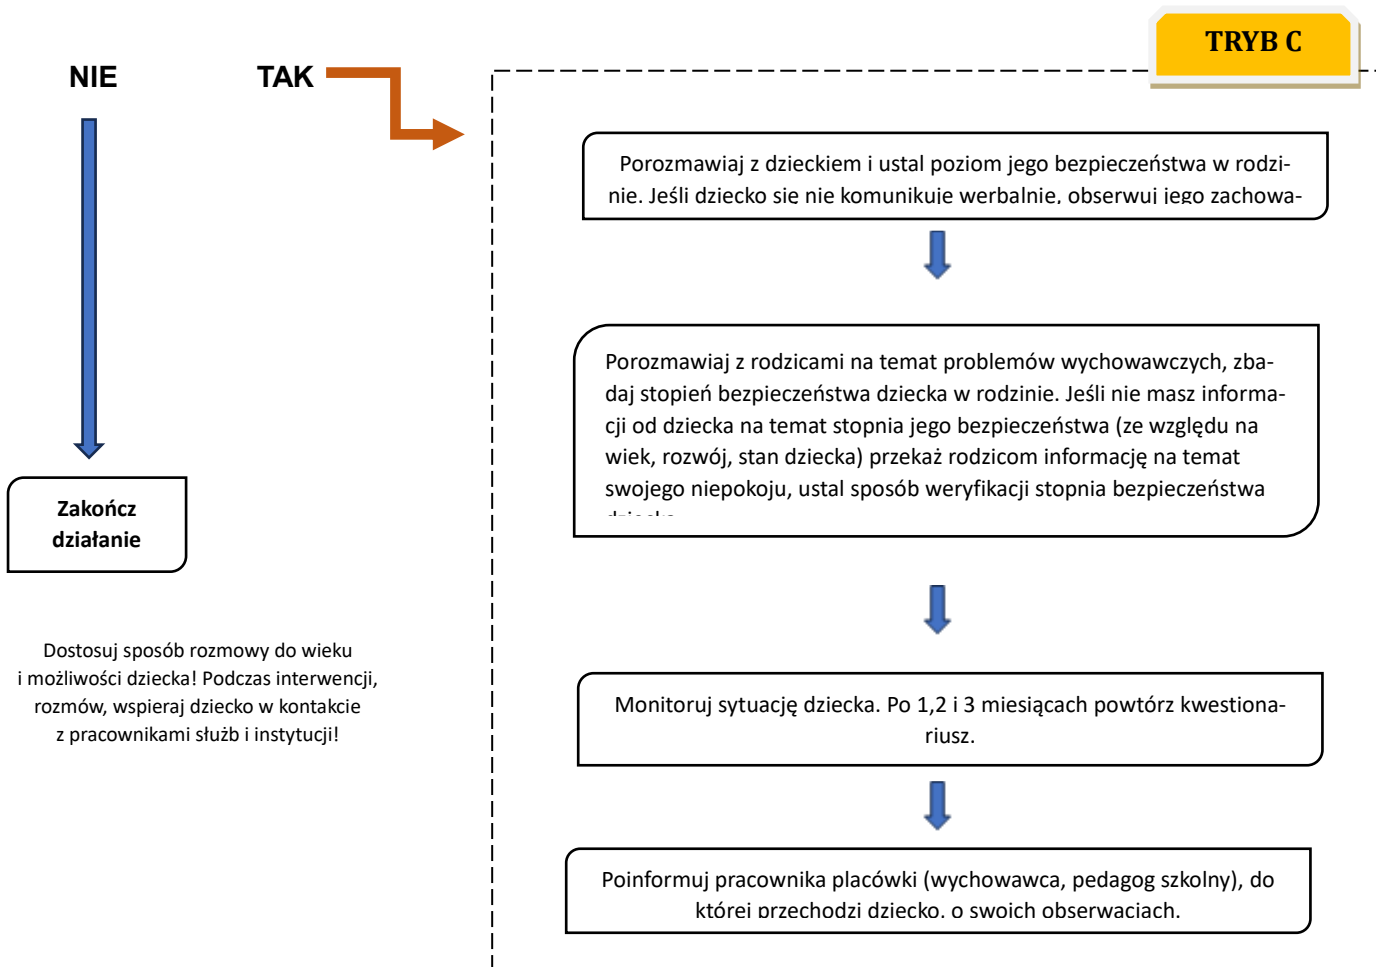 TRYB C
NIE
TAK
Porozmawiaj z dzieckiem i ustal poziom jego bezpieczeństwa w rodzi-
nie. Jeśli dziecko się nie komunikuje werbalnie, obserwuj jego zachowa-
Porozmawiaj z rodzicami na temat problemów wychowawczych, zba-
daj stopień bezpieczeństwa dziecka w rodzinie. Jeśli nie masz informa-
cji od dziecka na temat stopnia jego bezpieczeństwa (ze względu na
wiek, rozwój, stan dziecka) przekaż rodzicom informację na temat
swojego niepokoju, ustal sposób weryfikacji stopnia bezpieczeństwa
Zakończ
działanie
Dostosuj sposób rozmowy do wieku
i możliwości dziecka! Podczas interwencji,
rozmów, wspieraj dziecko w kontakcie
z pracownikami służb i instytucji!
Monitoruj sytuację dziecka. Po 1,2 i 3 miesiącach powtórz kwestiona-
riusz.
Poinformuj pracownika placówki (wychowawca, pedagog szkolny), do
której przechodzi dziecko, o swoich obserwacjach.